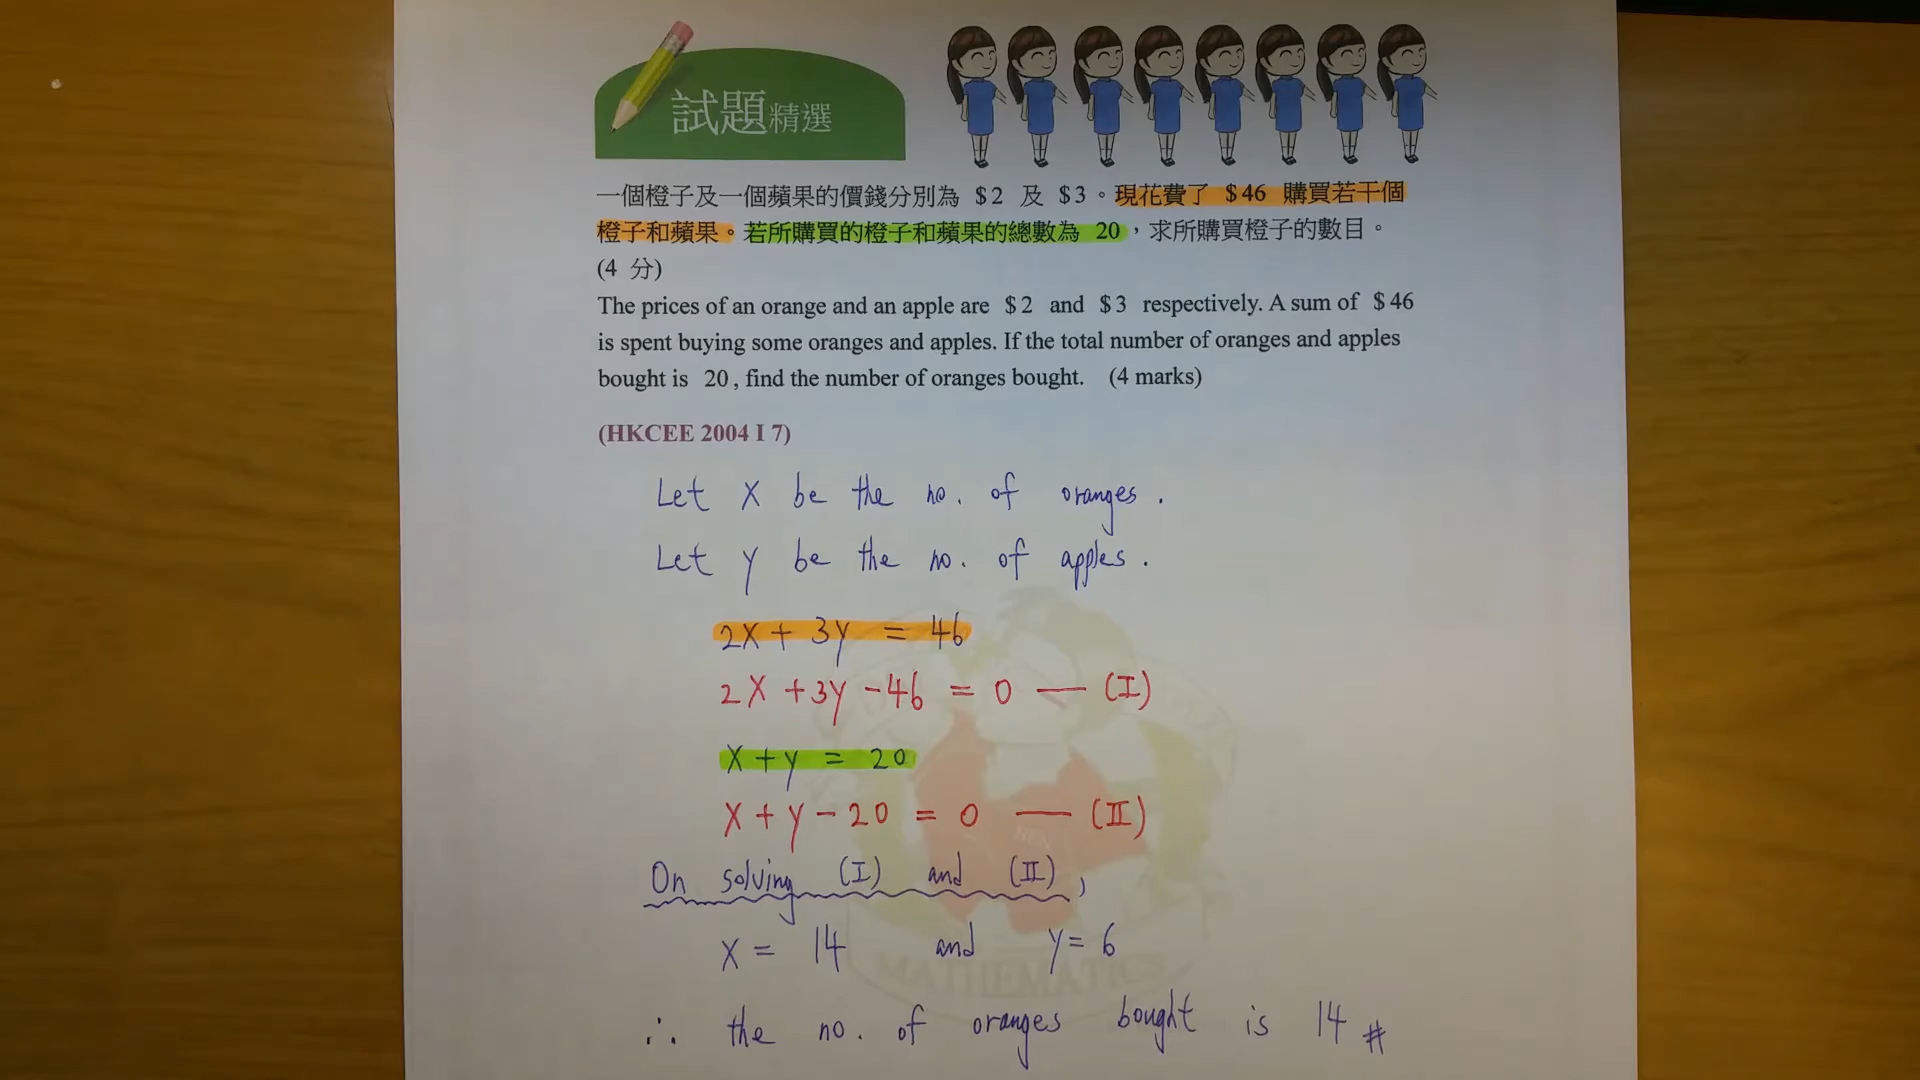 試題精選
一個橙子及一個蘋果的價錢分別為 $2 及 $3。現花費了 $46 購買若干個
橙子和蘋果。若所購買的橙子和蘋果的總數為 20，求所購買橙子的數目。
(4 分)
The prices of an orange and an apple are $2 and $3 respectively. A sum of $46
is spent buying some oranges and apples. If the total number of oranges and apples
bought is 20, find the number of oranges bought. (4 marks)
(HKCEE 2004 I 7)
Let x be the no. of oranges.
Let y be the no. of apples.
2x + 3y = 46
2x + 3y - 46 = 0 — (I)
x + y = 20
x + y - 20 = 0 — (II)
On solving (I) and (II),
x = 14 and y = 6
MATHEMATICS
∴ the no. of oranges bought is 14 #